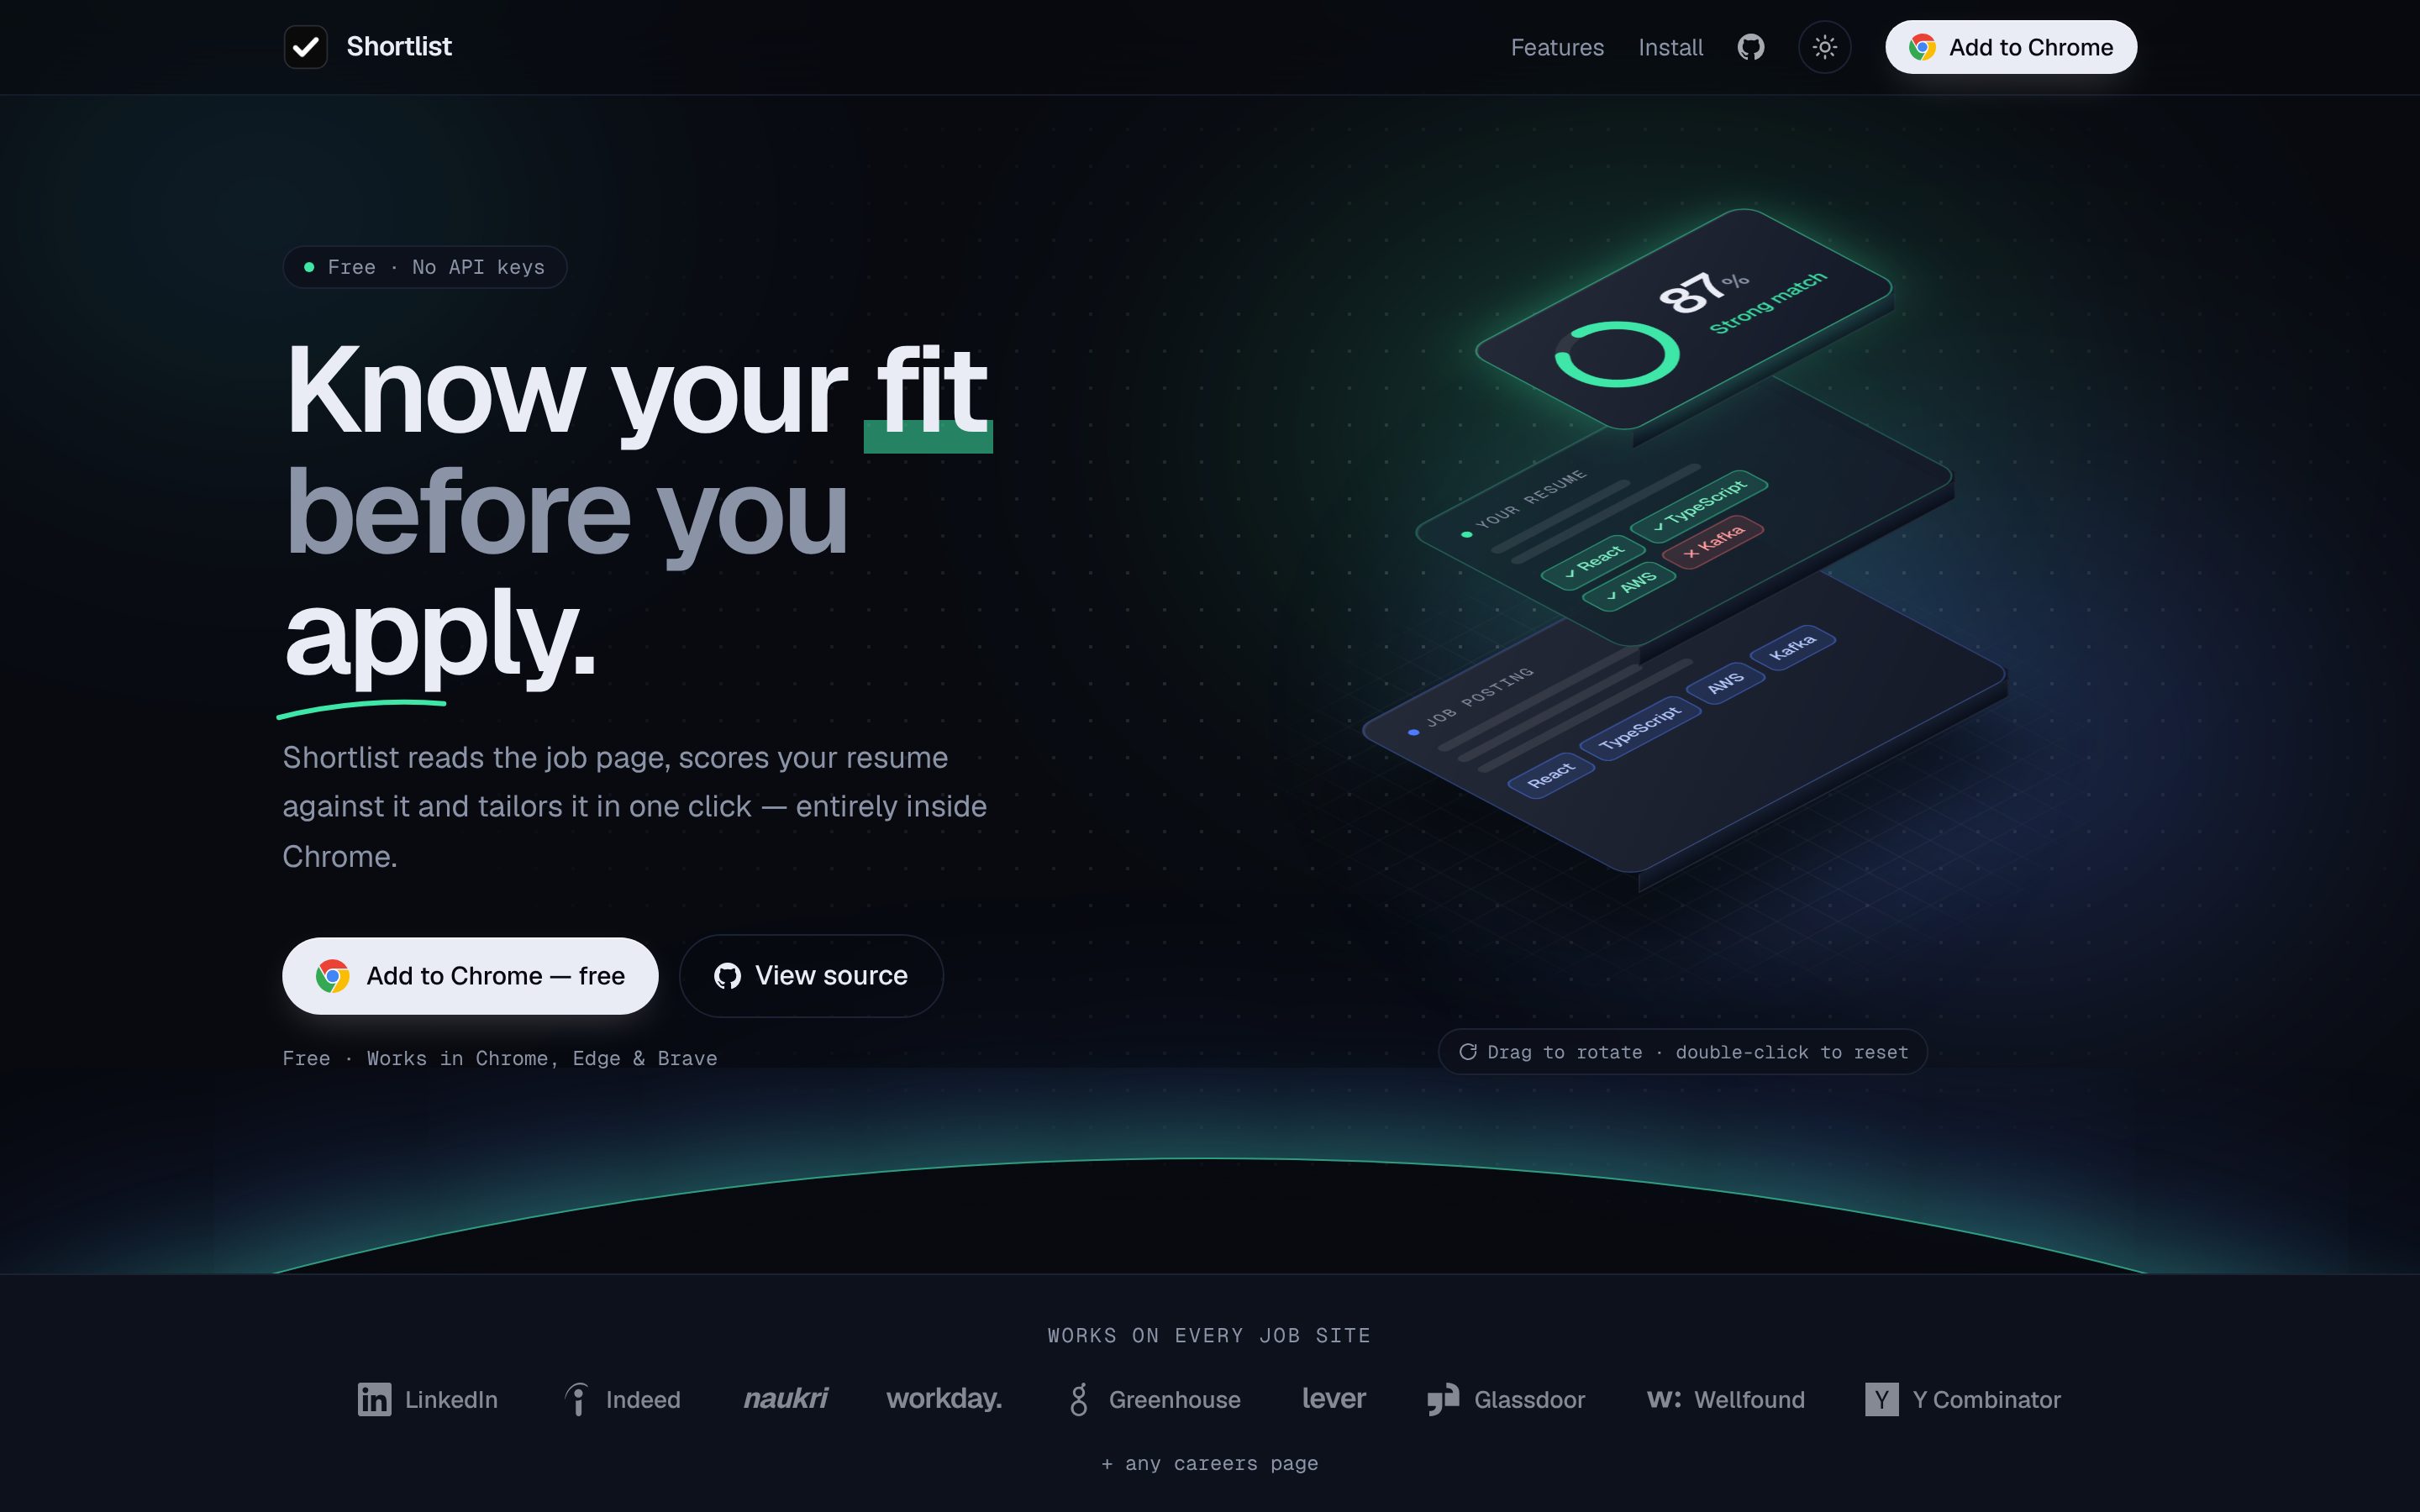 Shortlist
Features
Install
Add to Chrome
Free · No API keys
Know your fit
before you
apply.
Shortlist reads the job page, scores your resume
against it and tailors it in one click — entirely inside
Chrome.
Add to Chrome — free
View source
Free · Works in Chrome, Edge & Brave
87%
Strong match
YOUR RESUME
✓ React
✓ TypeScript
✓ AWS
✕ Kafka
JOB POSTING
React
TypeScript
AWS
Kafka
Drag to rotate · double-click to reset
WORKS ON EVERY JOB SITE
in LinkedIn
Indeed
naukri
workday.
Greenhouse
lever
Glassdoor
w: Wellfound
Y Y Combinator
+ any careers page